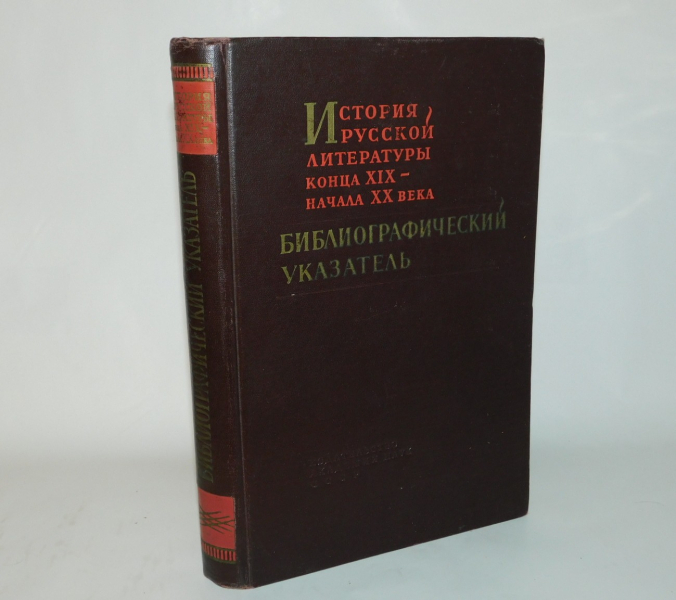 История
русской
литературы
конца XIX –
начала XX века
Библиографический
указатель
Библиографический указатель